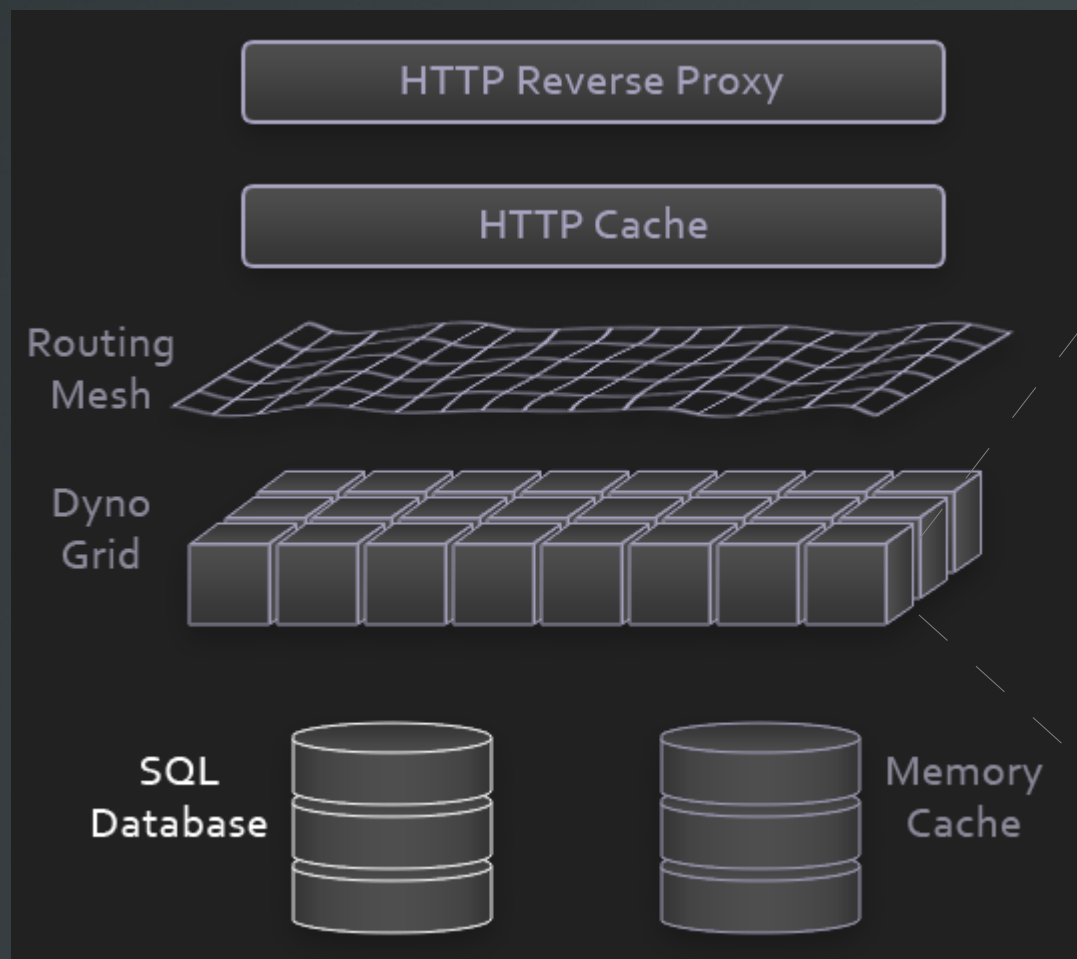 HTTP Reverse Proxy
HTTP Cache
Routing
Mesh
Dyno
Grid
SQL
Database
Memory
Cache